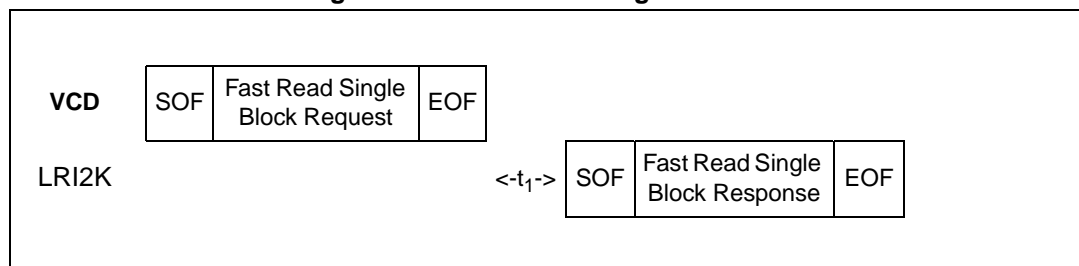 VCD SOF Fast Read Single Block Request EOF
LRI2K <-t1-> SOF Fast Read Single Block Response EOF